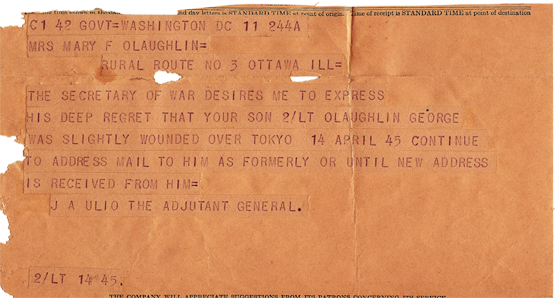 d day letters is STANDARD TIME at point of origin. Time of receipt is STANDARD TIME at point of destination
C1 42 GOVT=WASHINGTON DC 11 244A
MRS MARY F OLAUGHLIN=
RURAL ROUTE NO 3 OTTAWA ILL=
THE SECRETARY OF WAR DESIRES ME TO EXPRESS
HIS DEEP REGRET THAT YOUR SON 2/LT OLAUGHLIN GEORGE
WAS SLIGHTLY WOUNDED OVER TOKYO 14 APRIL 45 CONTINUE
TO ADDRESS MAIL TO HIM AS FORMERLY OR UNTIL NEW ADDRESS
IS RECEIVED FROM HIM=
J A ULIO THE ADJUTANT GENERAL.
2/LT 14 45.
THE COMPANY WILL APPRECIATE SUGGESTIONS FROM ITS PATRONS CONCERNING ITS SERVICE